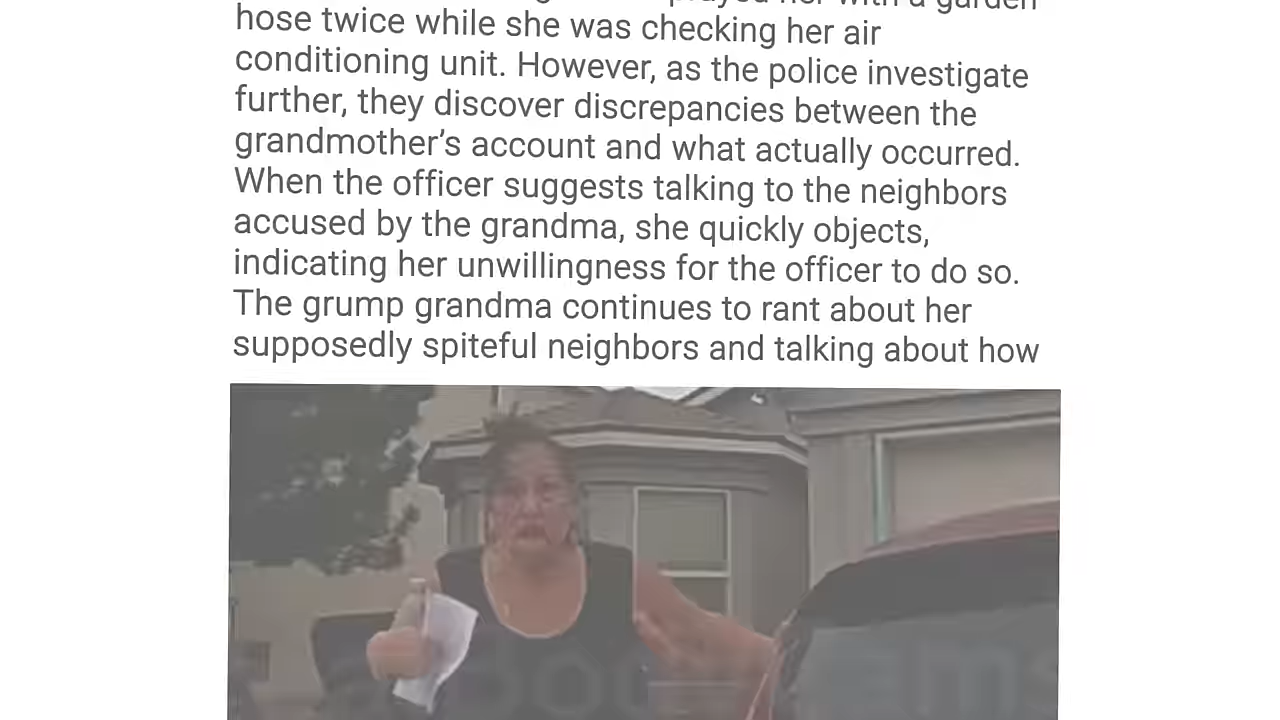 hose twice while she was checking her air
conditioning unit. However, as the police investigate
further, they discover discrepancies between the
grandmother’s account and what actually occurred.
When the officer suggests talking to the neighbors
accused by the grandma, she quickly objects,
indicating her unwillingness for the officer to do so.
The grump grandma continues to rant about her
supposedly spiteful neighbors and talking about how